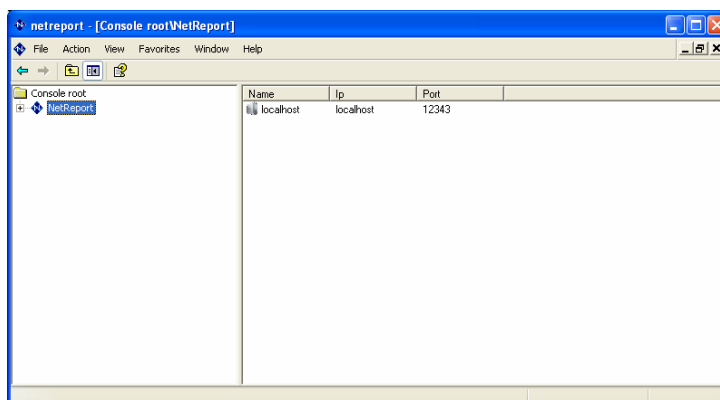 netreport - [Console root\NetReport]
File Action View Favorites Window Help
Console root
NetReport
Name Ip Port
localhost localhost 12343